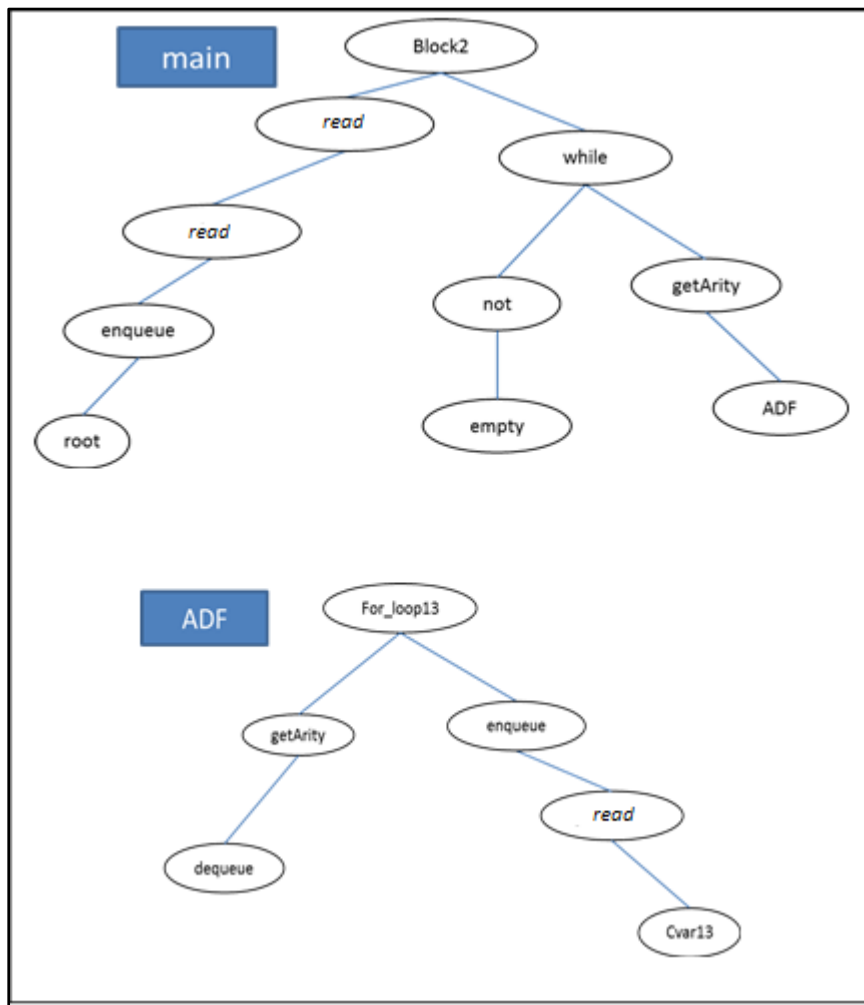 main
Block2
read
while
read
getArity
not
enqueue
ADF
empty
root
ADF
For_loop13
getArity
enqueue
read
dequeue
Cvar13